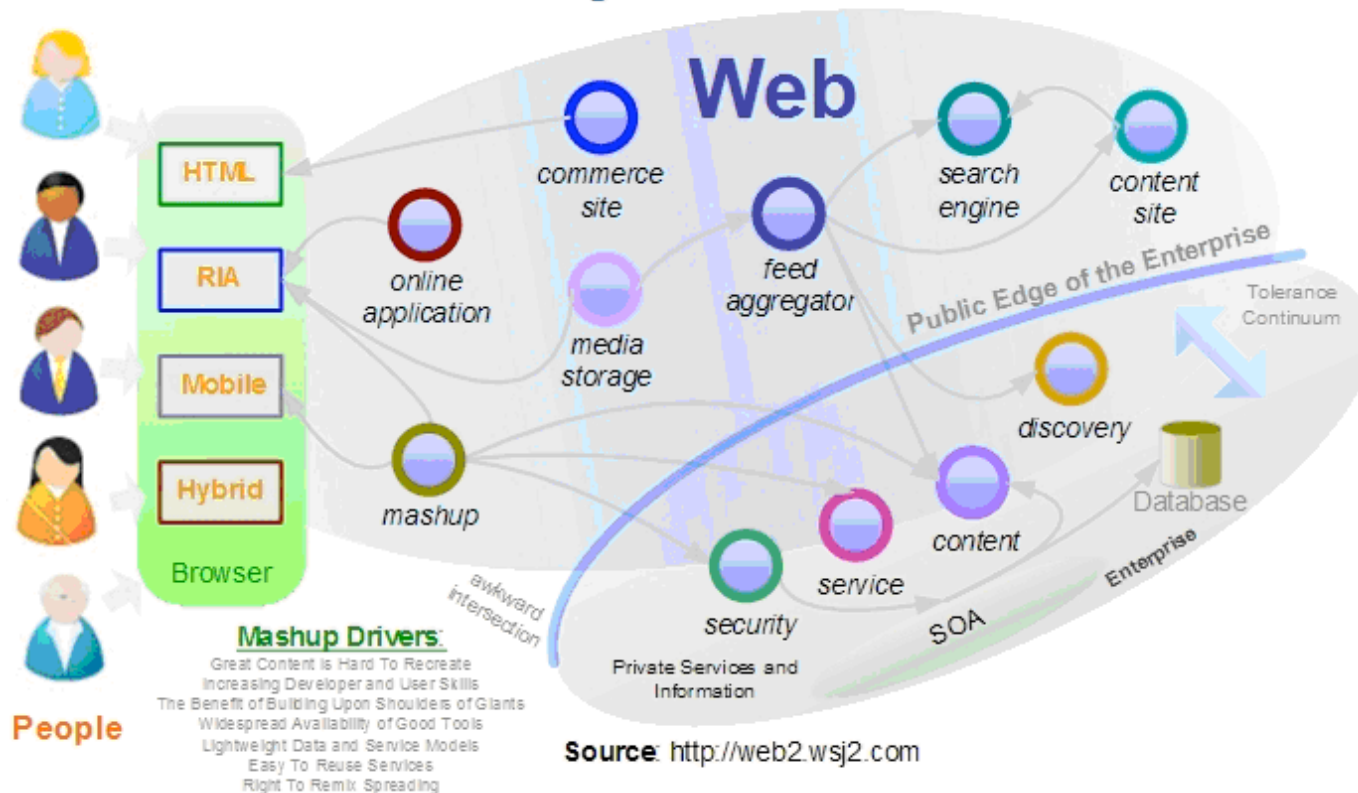 Web
HTML
RIA
Mobile
Hybrid
Browser
People
commerce
site
online
application
media
storage
mashup
feed
aggregator
search
engine
content
site
Public Edge of the Enterprise
Tolerance
Continuum
discovery
Database
content
service
security
Enterprise
SOA
awkward
intersection
Private Services and
Information
Mashup Drivers:
Great Content is Hard To Recreate
Increasing Developer and User Skills
The Benefit of Building Upon Shoulders of Giants
Widespread Availability of Good Tools
Lightweight Data and Service Models
Easy To Reuse Services
Right To Remix Spreading
Source: http://web2.wsj2.com